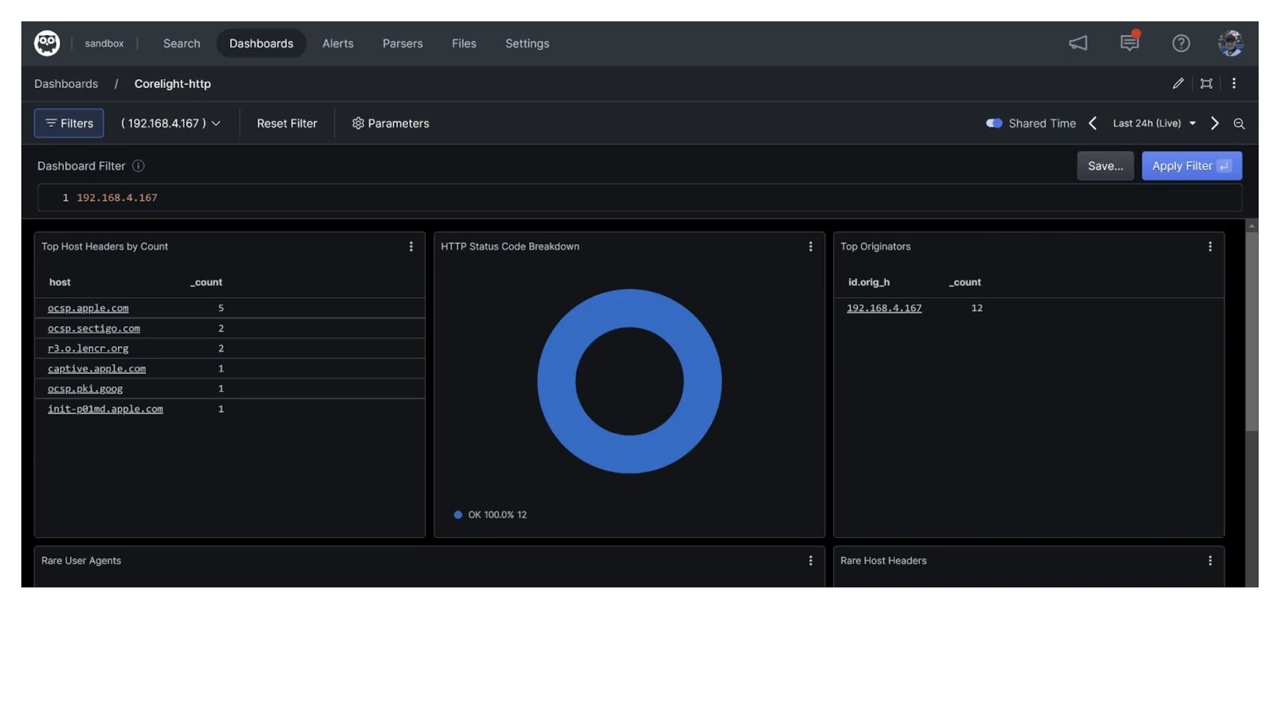 sandbox Search Dashboards Alerts Parsers Files Settings
Dashboards / Corelight-http
Filters ( 192.168.4.167 ) Reset Filter Parameters Shared Time Last 24h (Live)
Dashboard Filter Save... Apply Filter
1 192.168.4.167
Top Host Headers by Count
host _count
ocsp.apple.com 5
ocsp.sectigo.com 2
r3.o.lencr.org 2
captive.apple.com 1
ocsp.pki.goog 1
init-p01md.apple.com 1
HTTP Status Code Breakdown
OK 100.0% 12
Top Originators
id.orig_h _count
192.168.4.167 12
Rare User Agents
Rare Host Headers